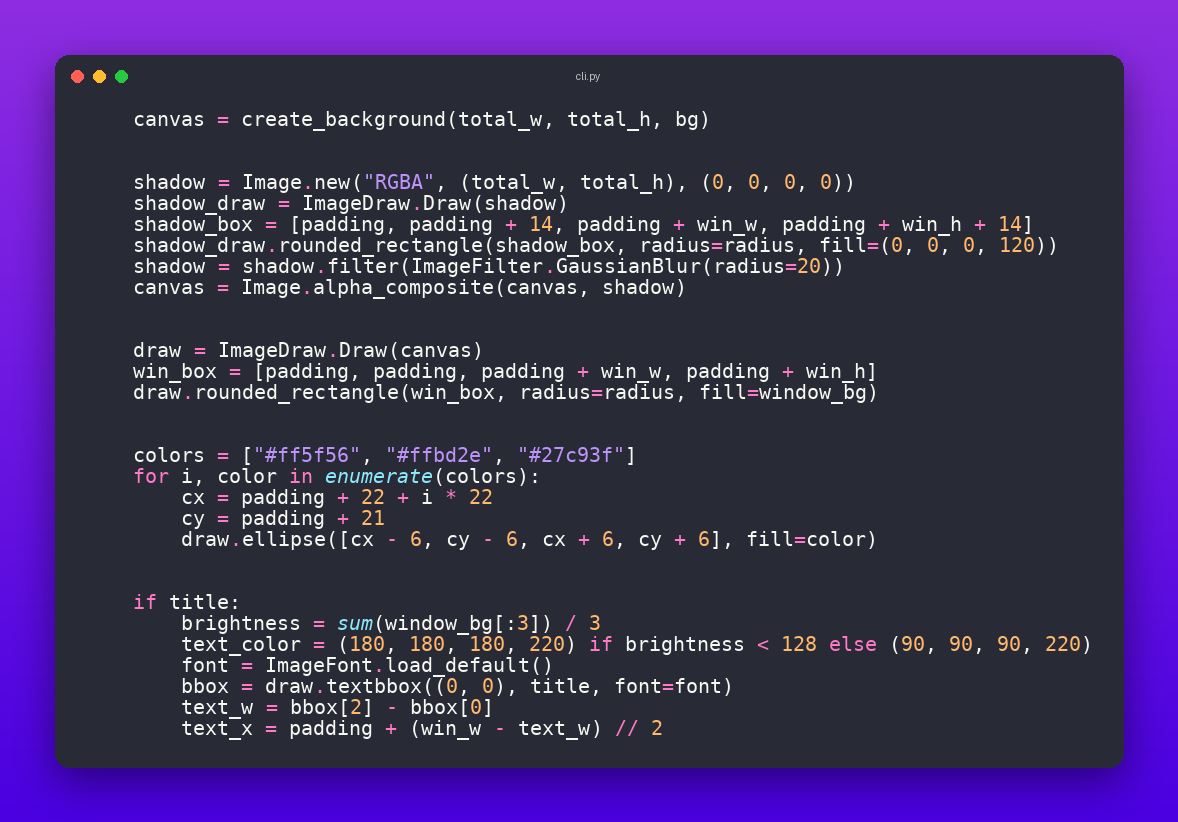 cli.py
canvas = create_background(total_w, total_h, bg)
shadow = Image.new("RGBA", (total_w, total_h), (0, 0, 0, 0))
shadow_draw = ImageDraw.Draw(shadow)
shadow_box = [padding, padding + 14, padding + win_w, padding + win_h + 14]
shadow_draw.rounded_rectangle(shadow_box, radius=radius, fill=(0, 0, 0, 120))
shadow = shadow.filter(ImageFilter.GaussianBlur(radius=20))
canvas = Image.alpha_composite(canvas, shadow)
draw = ImageDraw.Draw(canvas)
win_box = [padding, padding, padding + win_w, padding + win_h]
draw.rounded_rectangle(win_box, radius=radius, fill=window_bg)
colors = ["#ff5f56", "#ffbd2e", "#27c93f"]
for i, color in enumerate(colors):
    cx = padding + 22 + i * 22
    cy = padding + 21
    draw.ellipse([cx - 6, cy - 6, cx + 6, cy + 6], fill=color)
if title:
    brightness = sum(window_bg[:3]) / 3
    text_color = (180, 180, 180, 220) if brightness < 128 else (90, 90, 90, 220)
    font = ImageFont.load_default()
    bbox = draw.textbbox((0, 0), title, font=font)
    text_w = bbox[2] - bbox[0]
    text_x = padding + (win_w - text_w) // 2